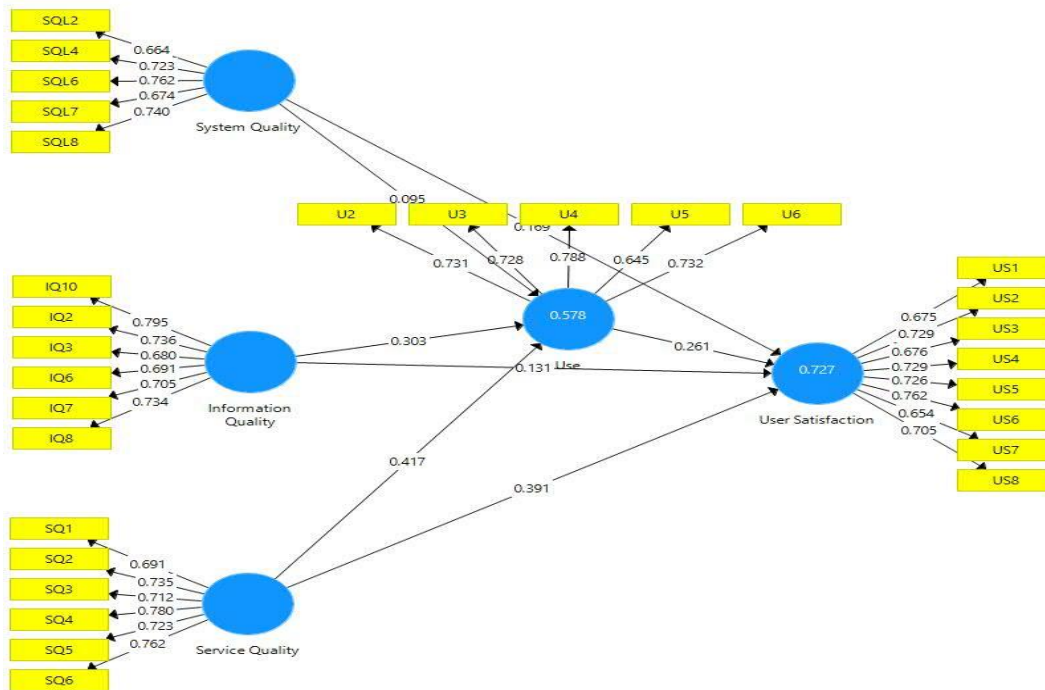 SQL2
0.664
SQL4
0.723
SQL6
0.762
SQL7
0.674
SQL8
0.740
System Quality
0.095
0.169
U2
U3
U4
U5
U6
0.731
0.728
0.788
0.645
0.732
IQ10
0.795
IQ2
0.736
IQ3
0.680
IQ6
0.691
IQ7
0.705
IQ8
0.734
Information
Quality
0.303
0.131
0.578
Use
0.261
0.727
User Satisfaction
US1
0.675
US2
0.729
US3
0.676
US4
0.729
US5
0.726
US6
0.762
US7
0.654
US8
0.705
0.417
0.391
SQ1
0.691
SQ2
0.735
SQ3
0.712
SQ4
0.780
SQ5
0.723
SQ6
0.762
Service Quality